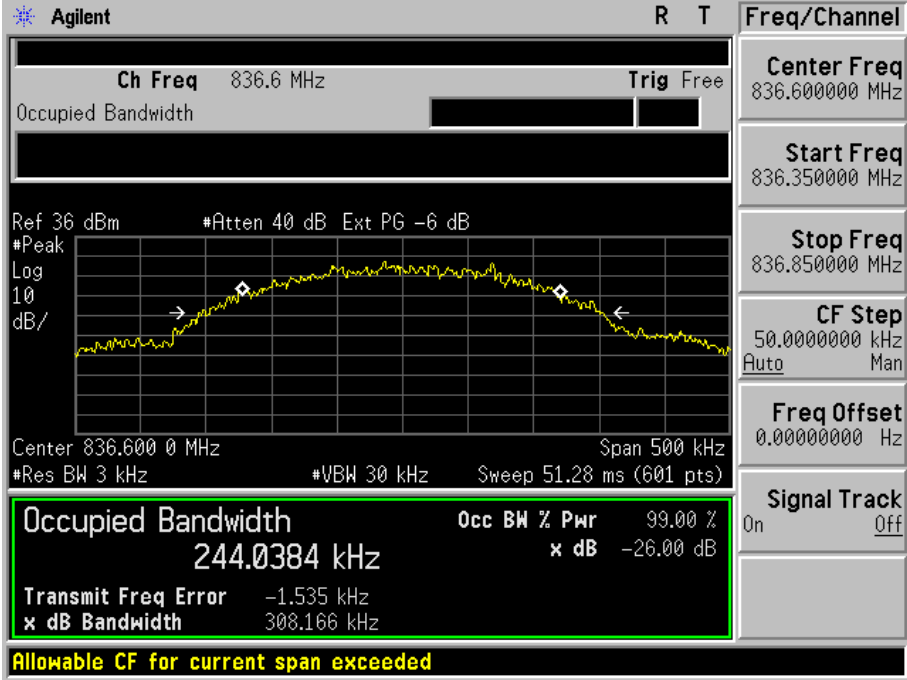 Agilent R T
Freq/Channel
Ch Freq 836.6 MHz Trig Free
Occupied Bandwidth
Center Freq
836.600000 MHz
Start Freq
836.350000 MHz
Stop Freq
836.850000 MHz
CF Step
50.0000000 kHz
Auto Man
Freq Offset
0.00000000 Hz
Signal Track
On Off
Ref 36 dBm #Atten 40 dB Ext PG -6 dB
#Peak
Log
10
dB/
Center 836.600 0 MHz Span 500 kHz
#Res BW 3 kHz #VBW 30 kHz Sweep 51.28 ms (601 pts)
Occupied Bandwidth Occ BW % Pwr 99.00 %
244.0384 kHz x dB -26.00 dB
Transmit Freq Error -1.535 kHz
x dB Bandwidth 308.166 kHz
Allowable CF for current span exceeded